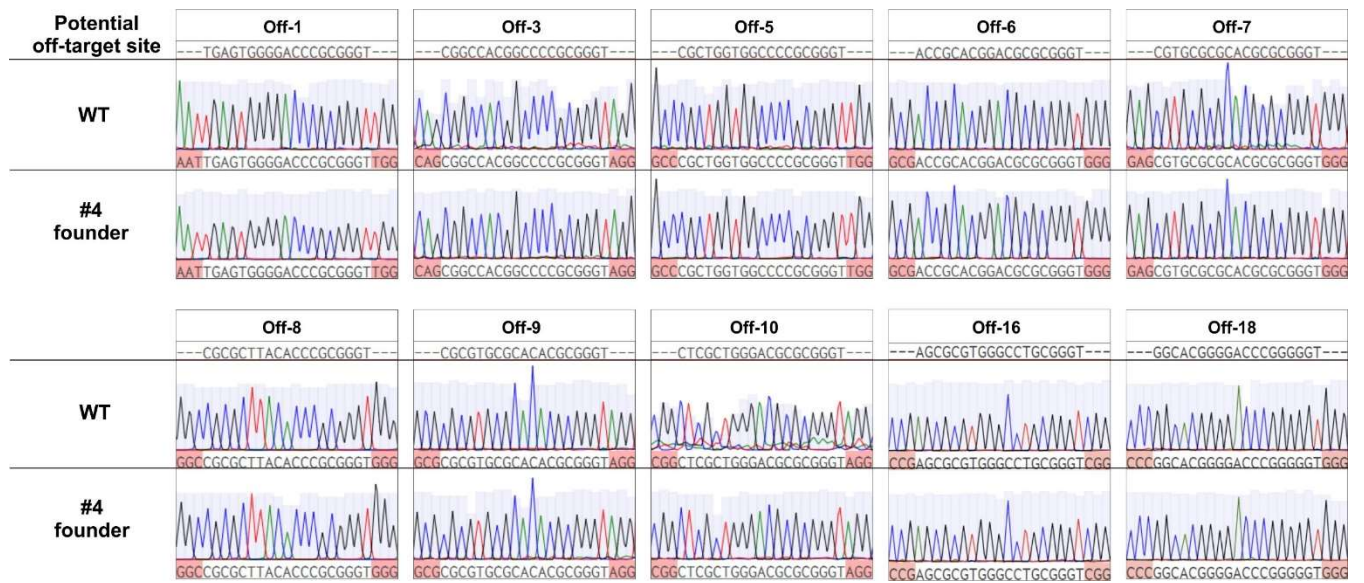 Potential off-target site Off-1 Off-3 Off-5 Off-6 Off-7
---TGAGTGGGGACCCGCGGGT--- ---CGGCCACGGCCCCGCGGGT--- ---CGCTGGTGGCCCCGCGGGT--- ---ACCGCACGGACGCGCGGGT--- ---CGTGCGCGCACGCGCGGGT---
WT
AATTGAGTGGGGACCCGCGGGTTGG CAGCGGCCACGGCCCCGCGGGTAGG GCCCGCTGGTGGCCCCGCGGGTTGG GCGACCGCACGGACGCGCGGGTGGG GAGCGTGCGCGCACGCGCGGGTGGG
#4 founder
AATTGAGTGGGGACCCGCGGGTTGG CAGCGGCCACGGCCCCGCGGGTAGG GCCCGCTGGTGGCCCCGCGGGTTGG GCGACCGCACGGACGCGCGGGTGGG GAGCGTGCGCGCACGCGCGGGTGGG
Off-8 Off-9 Off-10 Off-16 Off-18
---CGCGCTTACACCCGCGGGT--- ---CGCGTGCGCACACGCGGGT--- ---CTCGCTGGGACGCGCGGGT--- ---AGCGCGTGGGCCTGCGGGT--- ---GGCACGGGGACCCGGGGGT---
WT
GGCCGCGCTTACACCCGCGGGTGGG GCGCGCGTGCGCACACGCGGGTAGG CGGCTCGCTGGGACGCGCGGGTAGG CCGAGCGCGTGGGCCTGCGGGTCGG CCCGGCACGGGGACCCGGGGGTGGG
#4 founder
GGCCGCGCTTACACCCGCGGGTGGG GCGCGCGTGCGCACACGCGGGTAGG CGGCTCGCTGGGACGCGCGGGTAGG CCGAGCGCGTGGGCCTGCGGGTCGG CCCGGCACGGGGACCCGGGGGTGGG